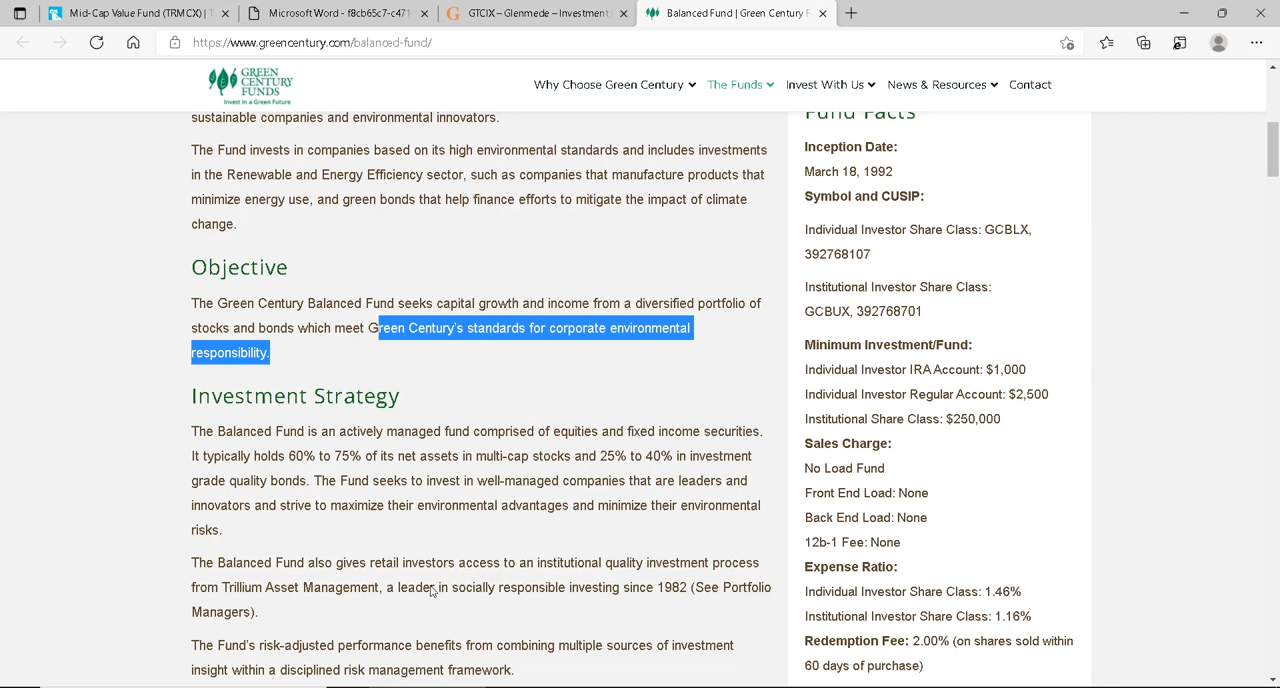 Mid-Cap Value Fund (TRMCX) | T
Microsoft Word - f8cb65c7-c471-
GTCIX – Glenmede – Investment
Balanced Fund | Green Century F
https://www.greencentury.com/balanced-fund/
GREEN
CENTURY
FUNDS
Invest in a Green Future
Why Choose Green Century
The Funds
Invest With Us
News & Resources
Contact
sustainable companies and environmental innovators.
The Fund invests in companies based on its high environmental standards and includes investments
in the Renewable and Energy Efficiency sector, such as companies that manufacture products that
minimize energy use, and green bonds that help finance efforts to mitigate the impact of climate
change.
Objective
The Green Century Balanced Fund seeks capital growth and income from a diversified portfolio of
stocks and bonds which meet Green Century's standards for corporate environmental
responsibility.
Investment Strategy
The Balanced Fund is an actively managed fund comprised of equities and fixed income securities.
It typically holds 60% to 75% of its net assets in multi-cap stocks and 25% to 40% in investment
grade quality bonds. The Fund seeks to invest in well-managed companies that are leaders and
innovators and strive to maximize their environmental advantages and minimize their environmental
risks.
The Balanced Fund also gives retail investors access to an institutional quality investment process
from Trillium Asset Management, a leader in socially responsible investing since 1982 (See Portfolio
Managers).
The Fund's risk-adjusted performance benefits from combining multiple sources of investment
insight within a disciplined risk management framework.
Fund Facts
Inception Date:
March 18, 1992
Symbol and CUSIP:
Individual Investor Share Class: GCBLX,
392768107
Institutional Investor Share Class:
GCBUX, 392768701
Minimum Investment/Fund:
Individual Investor IRA Account: $1,000
Individual Investor Regular Account: $2,500
Institutional Share Class: $250,000
Sales Charge:
No Load Fund
Front End Load: None
Back End Load: None
12b-1 Fee: None
Expense Ratio:
Individual Investor Share Class: 1.46%
Institutional Investor Share Class: 1.16%
Redemption Fee: 2.00% (on shares sold within
60 days of purchase)